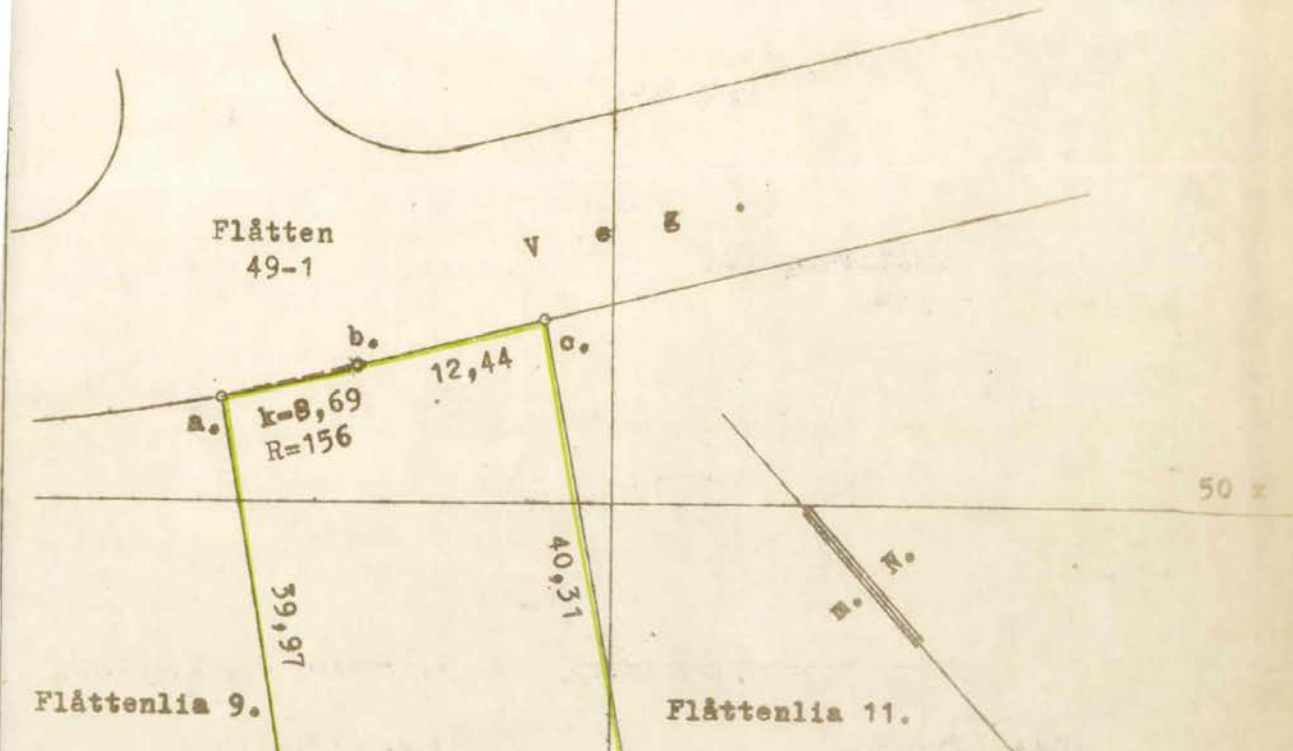 Flåtten
49-1
V e g .
b.
c.
12,44
a.
k=8,69
R=156
50 x
40,31
N.
m.
39,97
Flåttenlia 9.
Flåttenlia 11.